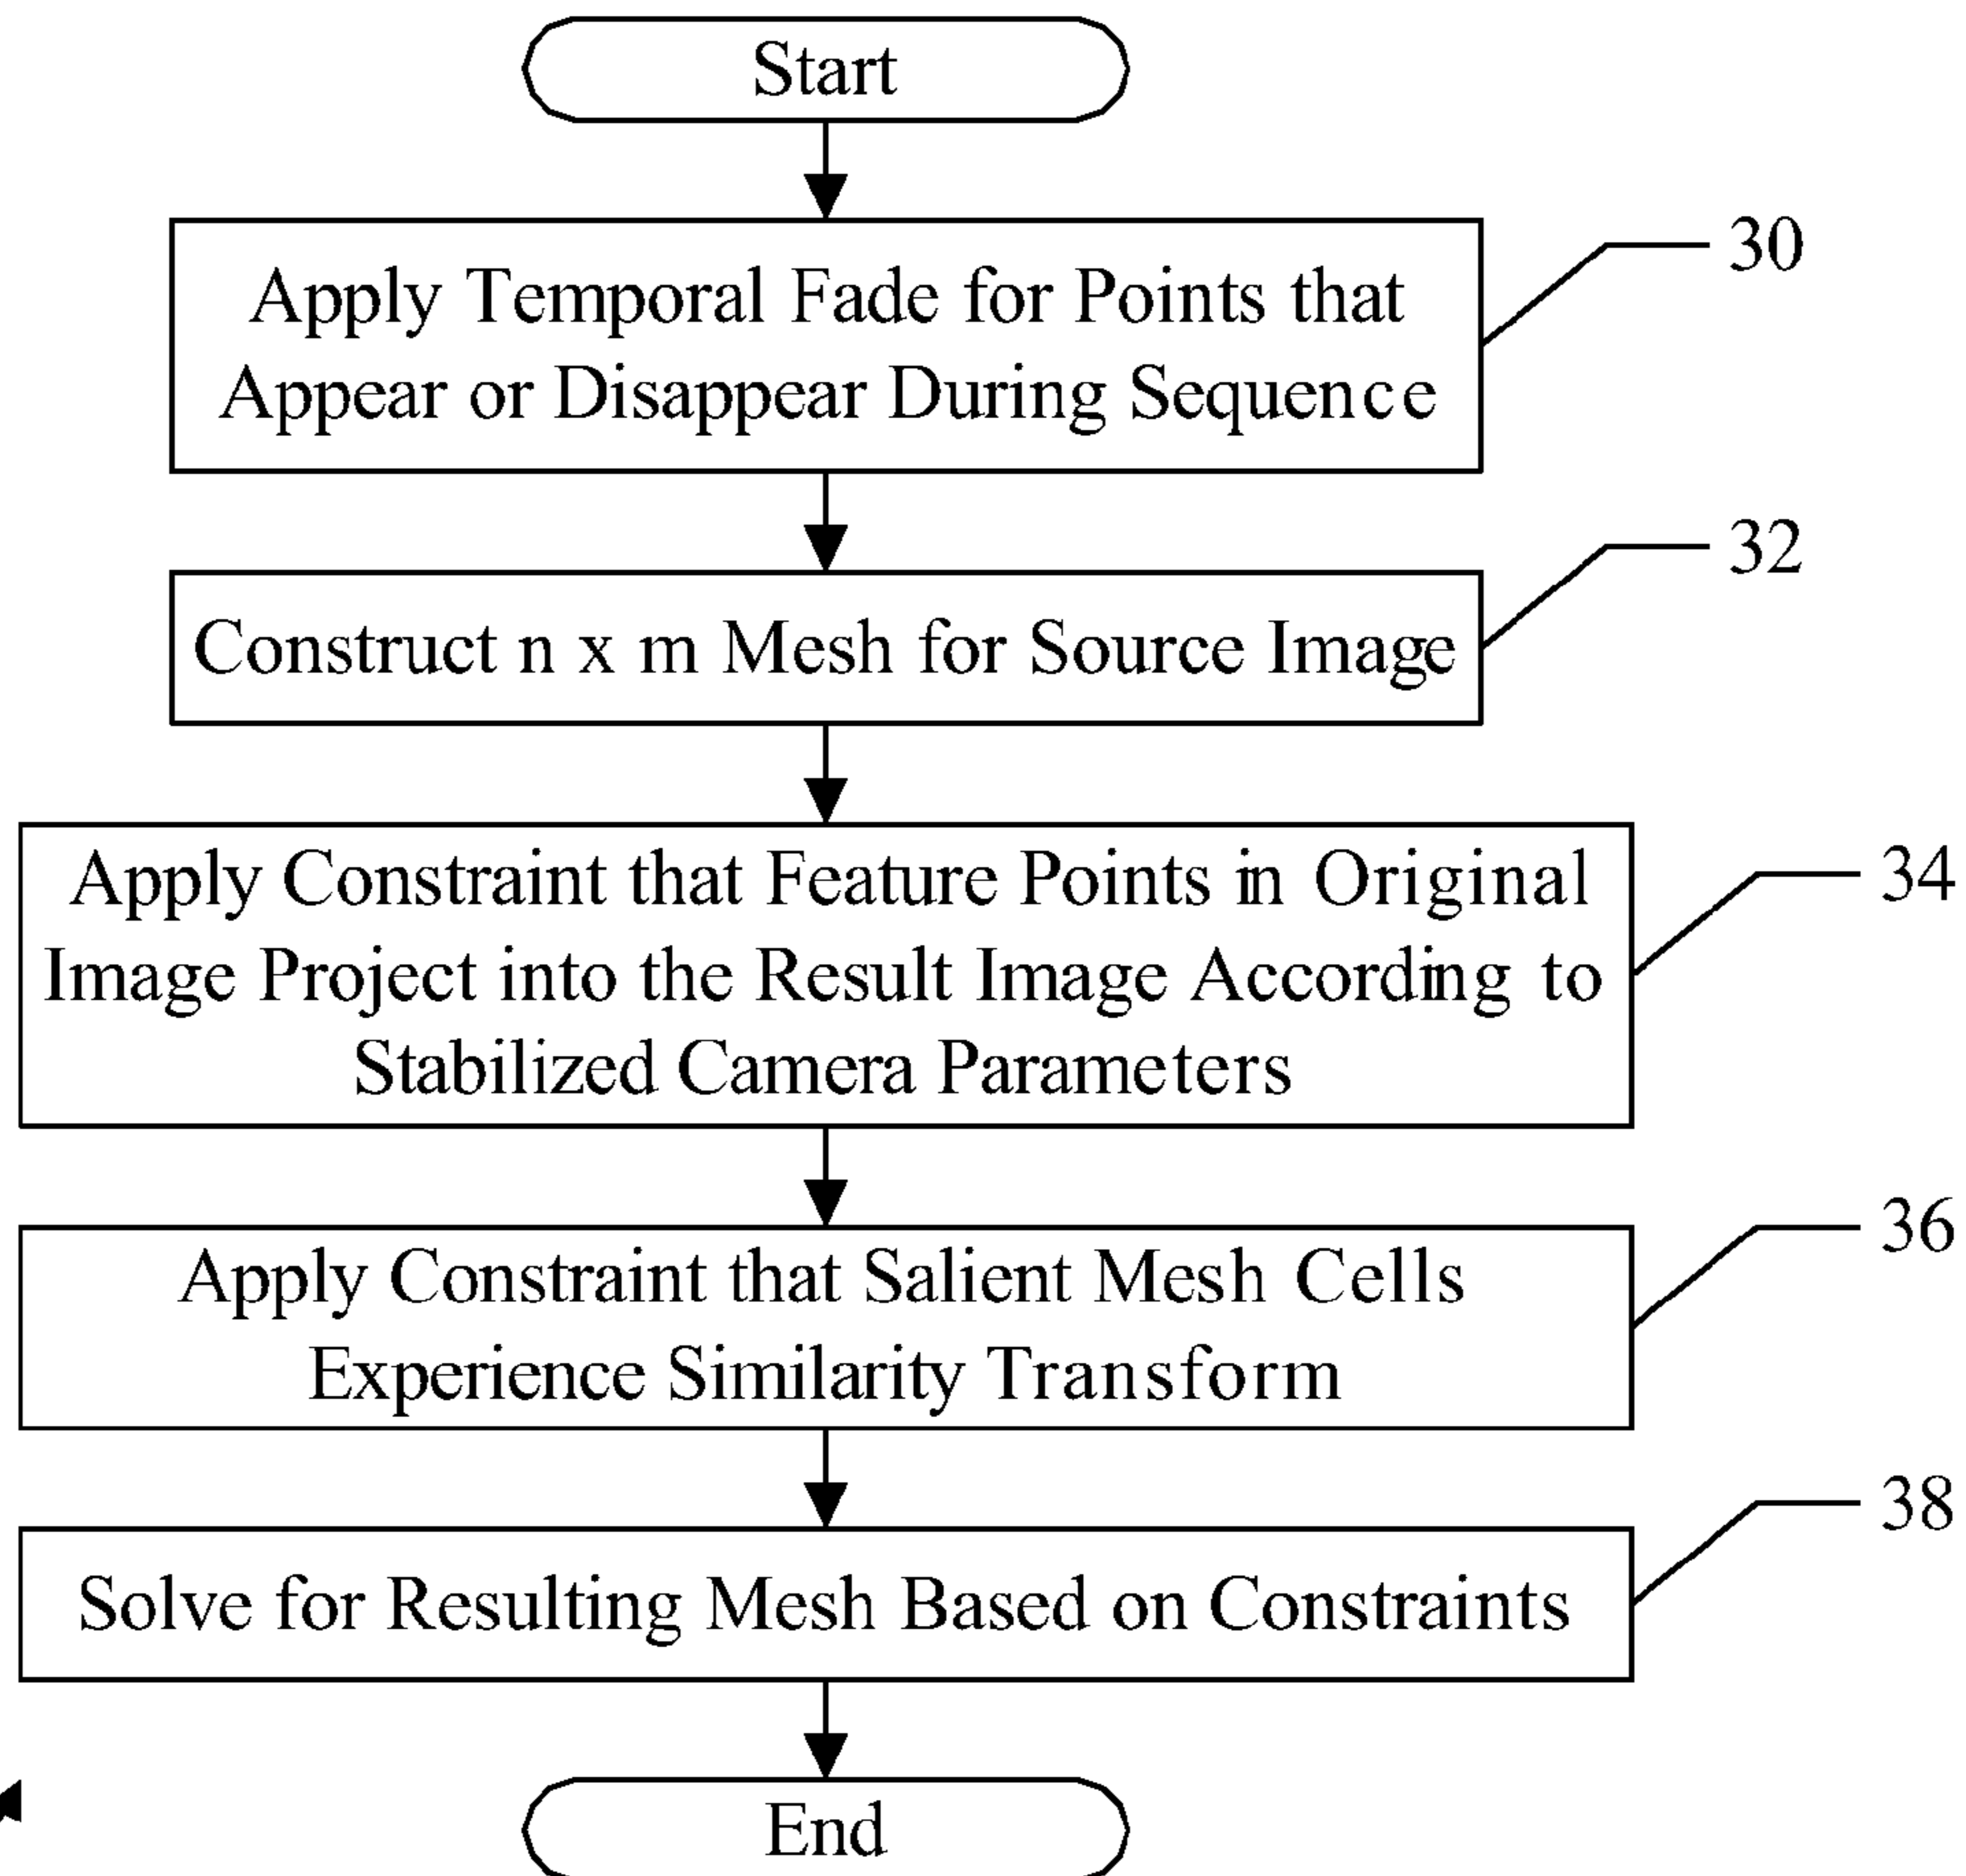 Start
30
Apply Temporal Fade for Points that
Appear or Disappear During Sequence
32
Construct n x m Mesh for Source Image
34
Apply Constraint that Feature Points in Original
Image Project into the Result Image According to
Stabilized Camera Parameters
36
Apply Constraint that Salient Mesh Cells
Experience Similarity Transform
38
Solve for Resulting Mesh Based on Constraints
End